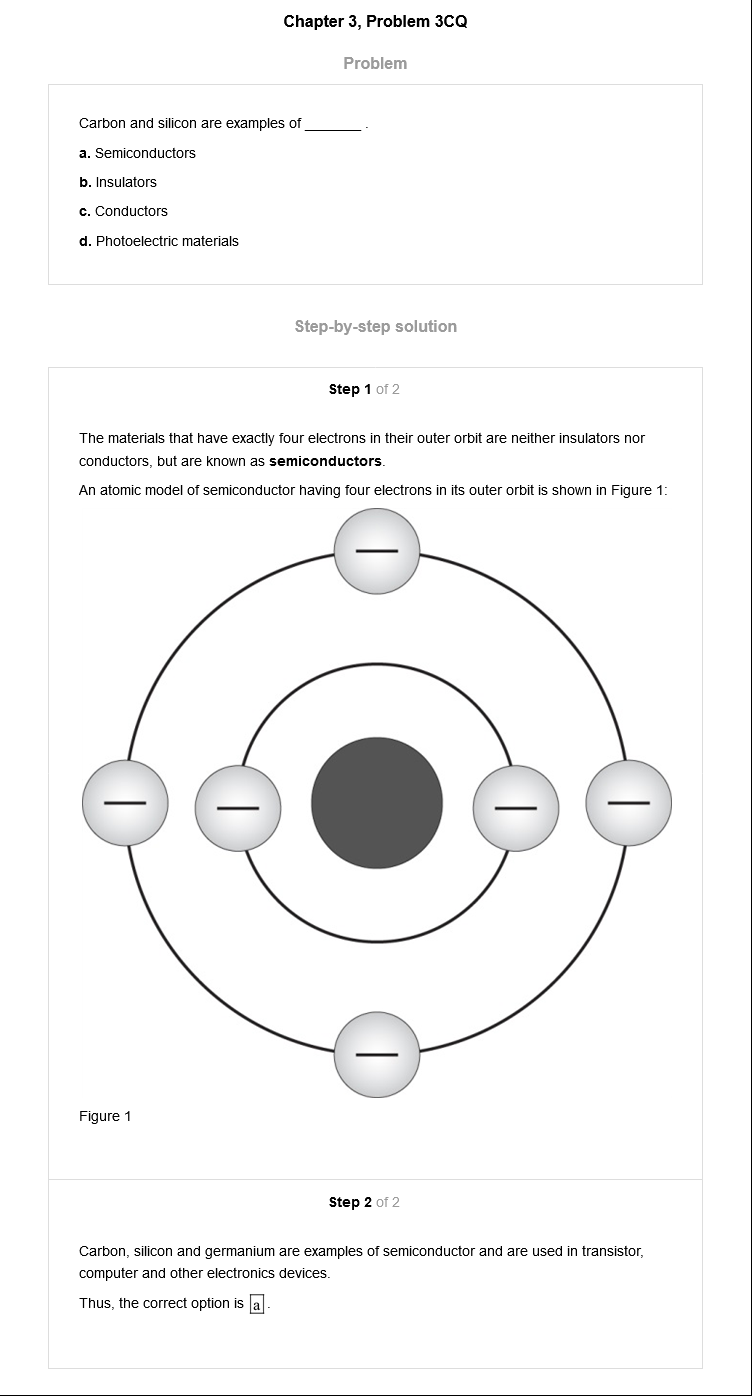 Chapter 3, Problem 3CQ
Problem
Carbon and silicon are examples of _______ .
a. Semiconductors
b. Insulators
c. Conductors
d. Photoelectric materials
Step-by-step solution
Step 1 of 2
The materials that have exactly four electrons in their outer orbit are neither insulators nor
conductors, but are known as semiconductors.
An atomic model of semiconductor having four electrons in its outer orbit is shown in Figure 1:
Figure 1
Step 2 of 2
Carbon, silicon and germanium are examples of semiconductor and are used in transistor,
computer and other electronics devices.
Thus, the correct option is a .